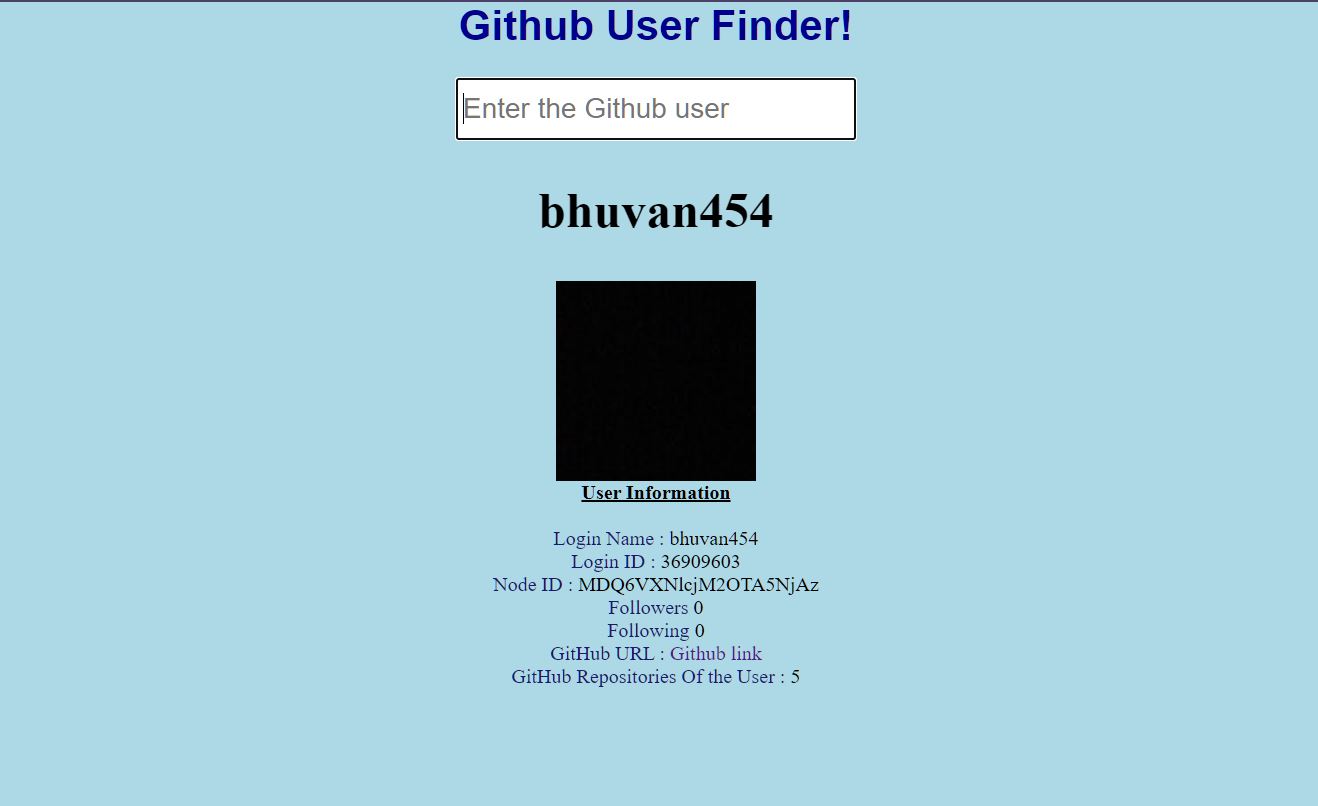 Github User Finder!
Enter the Github user
bhuvan454
User Information
Login Name : bhuvan454
Login ID : 36909603
Node ID : MDQ6VXNlcjM2OTA5NjAz
Followers 0
Following 0
GitHub URL : Github link
GitHub Repositories Of the User : 5